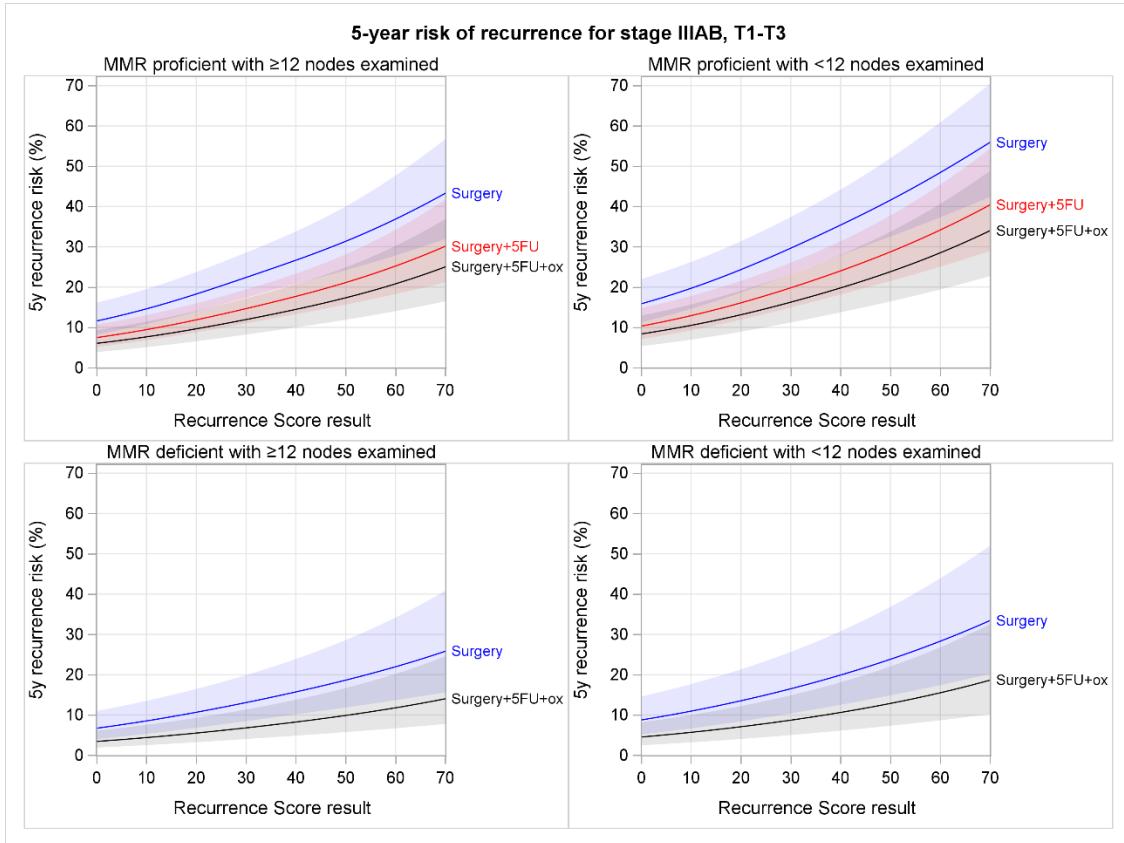 5-year risk of recurrence for stage IIIAB, T1-T3
MMR proficient with ≥12 nodes examined
70
60
50
40
30
20
10
0
5y recurrence risk (%)
Surgery
Surgery+5FU
Surgery+5FU+ox
0 10 20 30 40 50 60 70
Recurrence Score result
MMR proficient with <12 nodes examined
70
60
50
40
30
20
10
0
5y recurrence risk (%)
Surgery
Surgery+5FU
Surgery+5FU+ox
0 10 20 30 40 50 60 70
Recurrence Score result
MMR deficient with ≥12 nodes examined
70
60
50
40
30
20
10
0
5y recurrence risk (%)
Surgery
Surgery+5FU+ox
0 10 20 30 40 50 60 70
Recurrence Score result
MMR deficient with <12 nodes examined
70
60
50
40
30
20
10
0
5y recurrence risk (%)
Surgery
Surgery+5FU+ox
0 10 20 30 40 50 60 70
Recurrence Score result